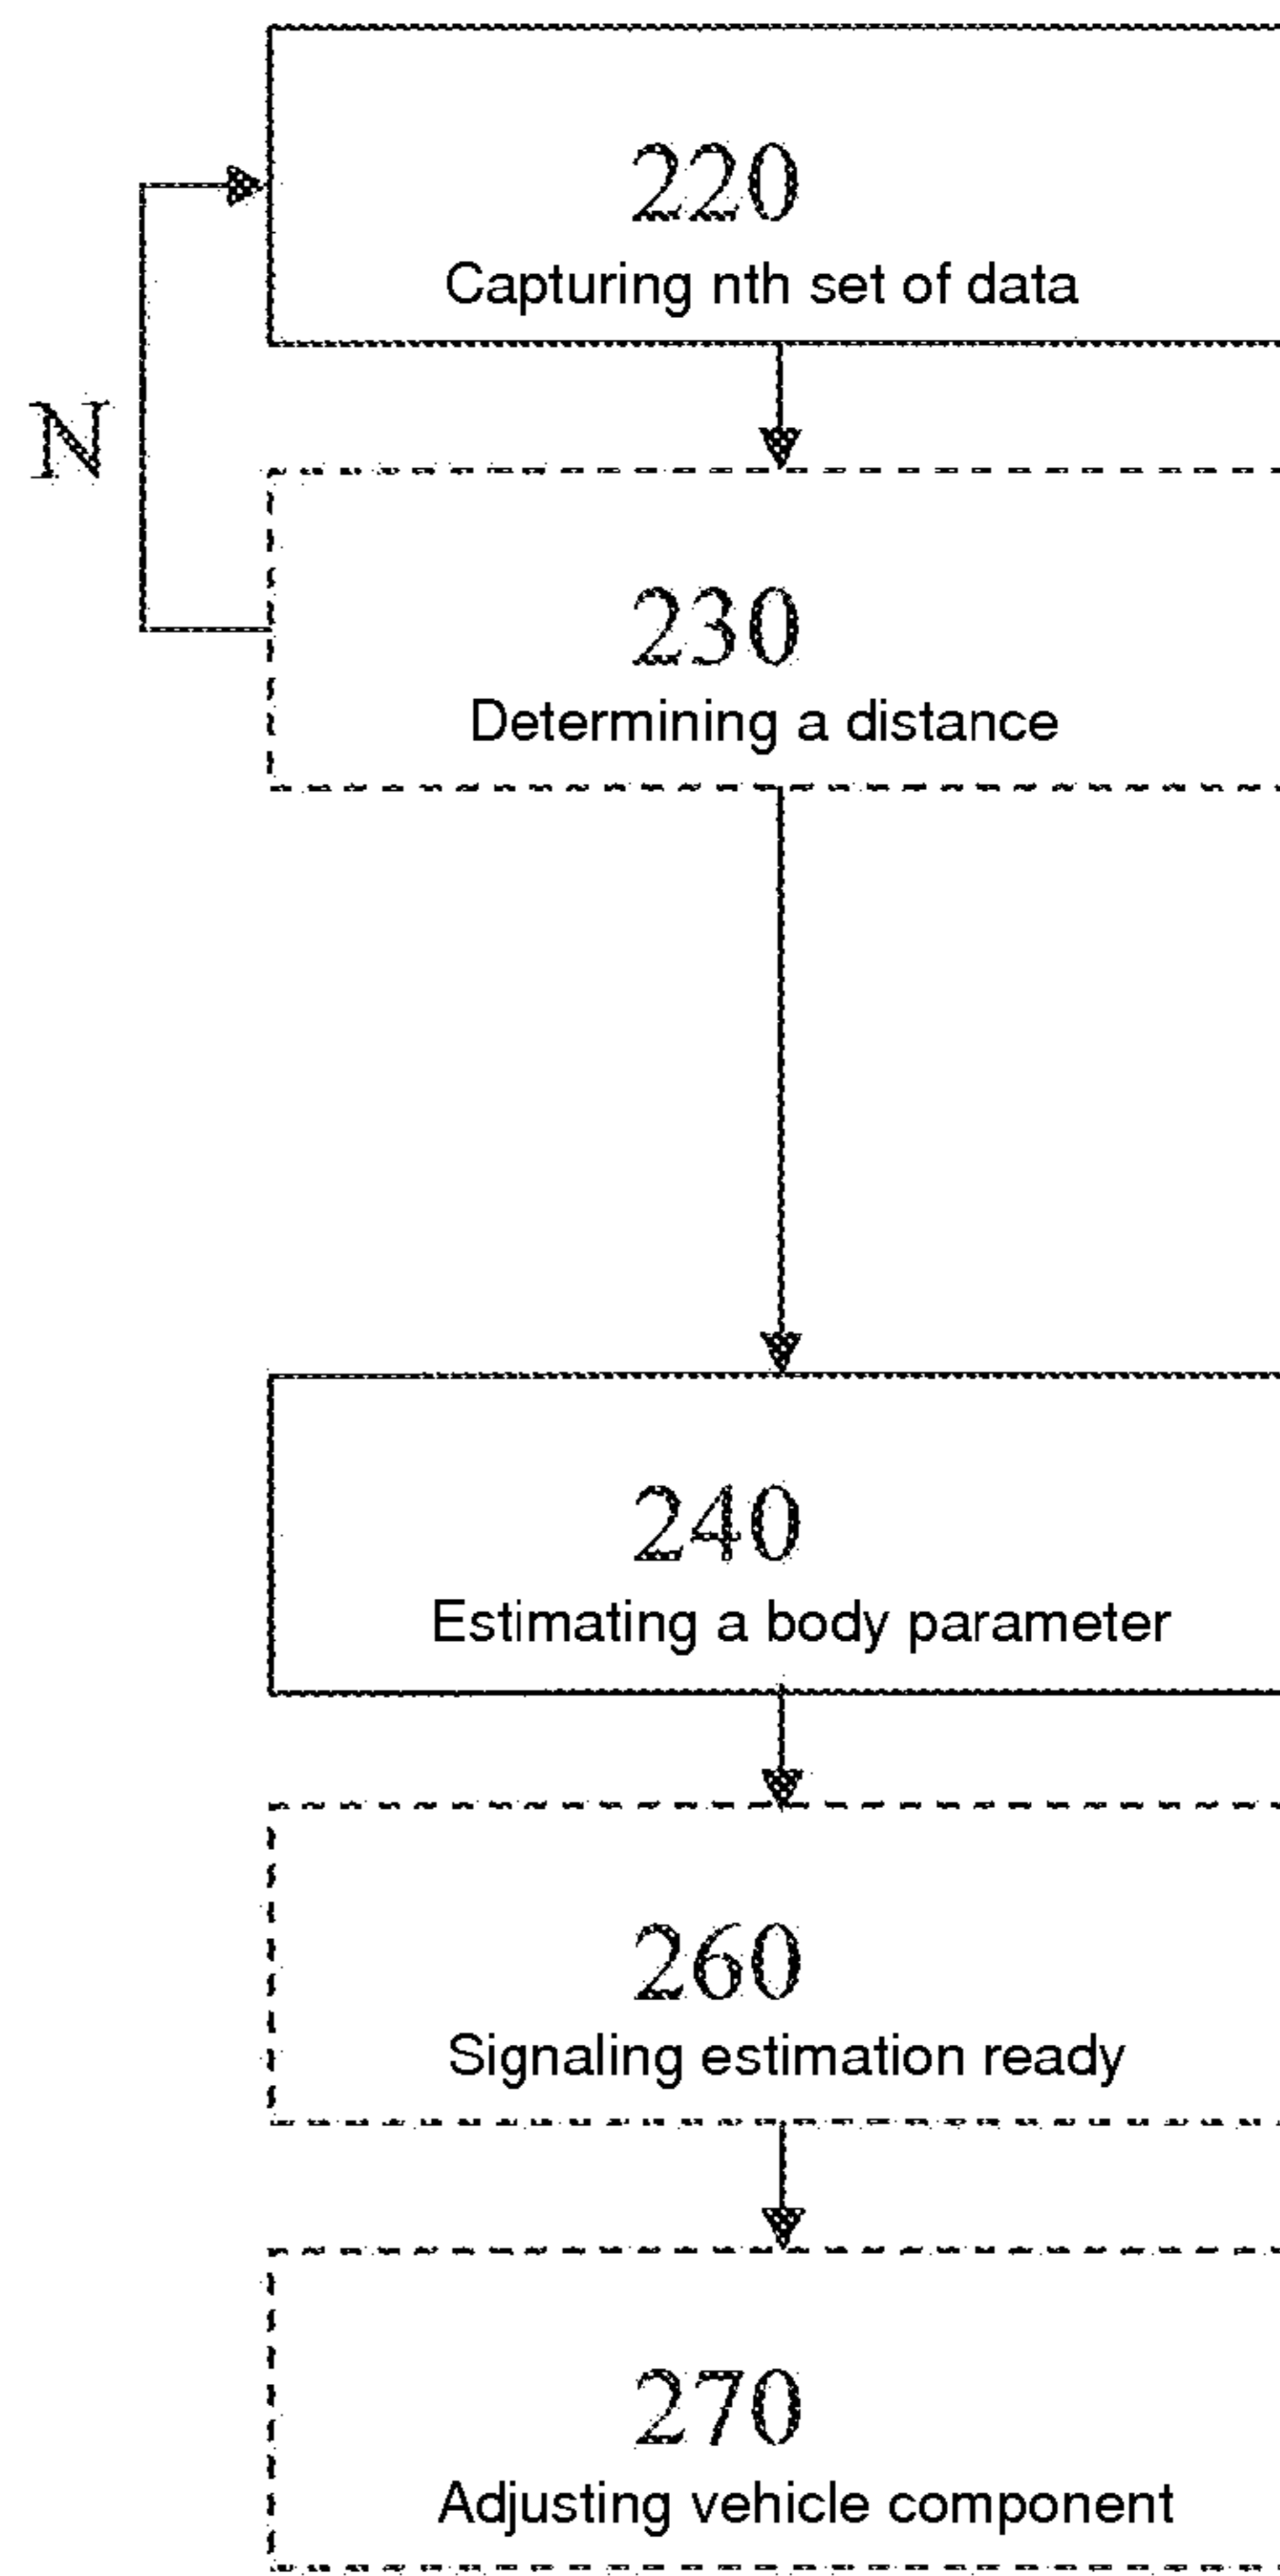 220
Capturing nth set of data
N
230
Determining a distance
240
Estimating a body parameter
260
Signaling estimation ready
270
Adjusting vehicle component